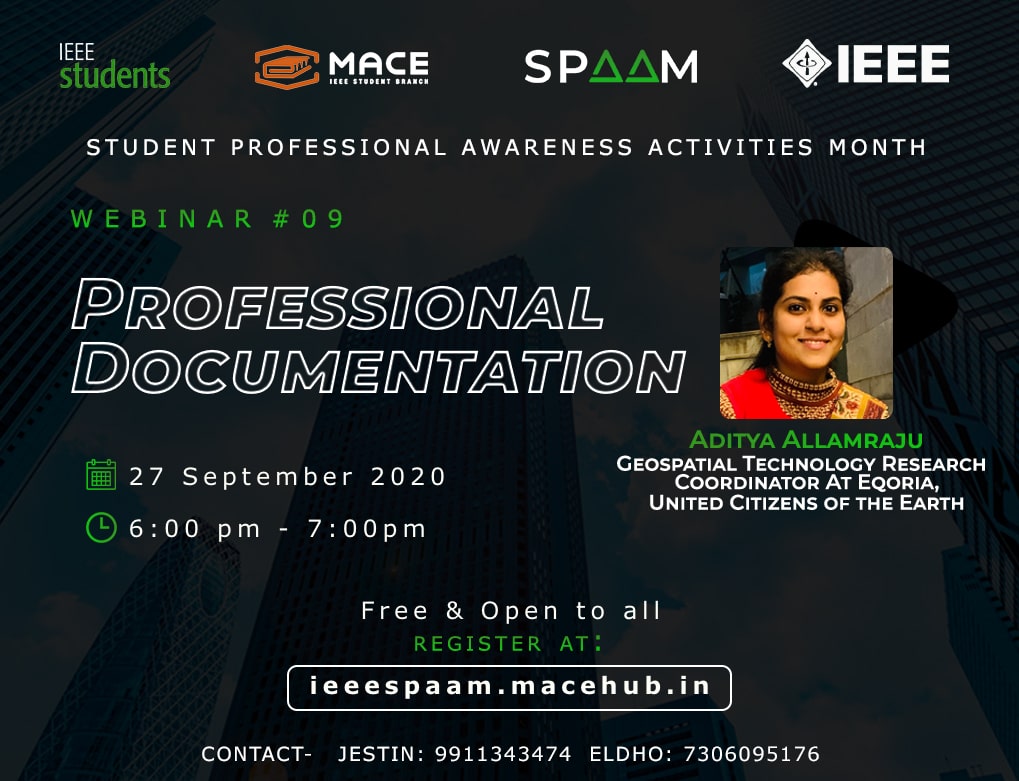 IEEE
students
MACE
IEEE STUDENT BRANCH
SPAAM
IEEE
STUDENT PROFESSIONAL AWARENESS ACTIVITIES MONTH
WEBINAR #09
PROFESSIONAL
DOCUMENTATION
ADITYA ALLAMRAJU
GEOSPATIAL TECHNOLOGY RESEARCH
COORDINATOR AT EQORIA,
UNITED CITIZENS OF THE EARTH
27 September 2020
6:00 pm - 7:00pm
Free & Open to all
REGISTER AT:
ieeespaam.macehub.in
CONTACT- JESTIN: 9911343474 ELDHO: 7306095176